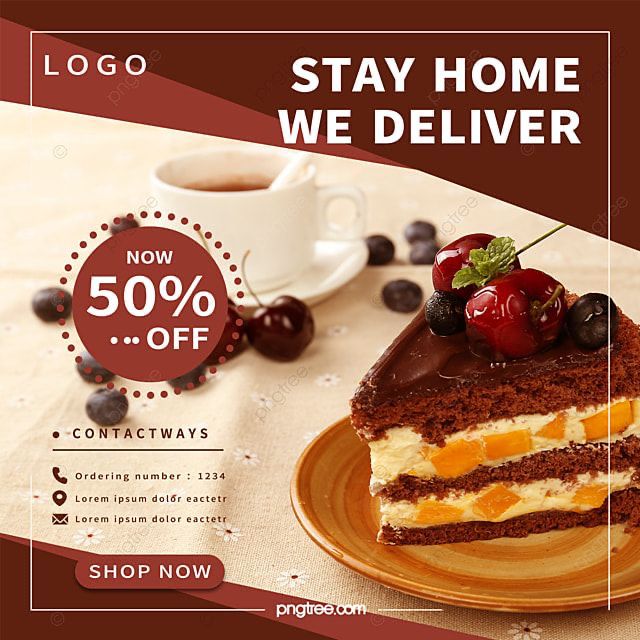 LOGO
STAY HOME
WE DELIVER
NOW
50%
OFF
CONTACTWAYS
Ordering number : 1234
Lorem ipsum dolor eactetr
Lorem ipsum dolor eactetr
SHOP NOW
pngtree.com